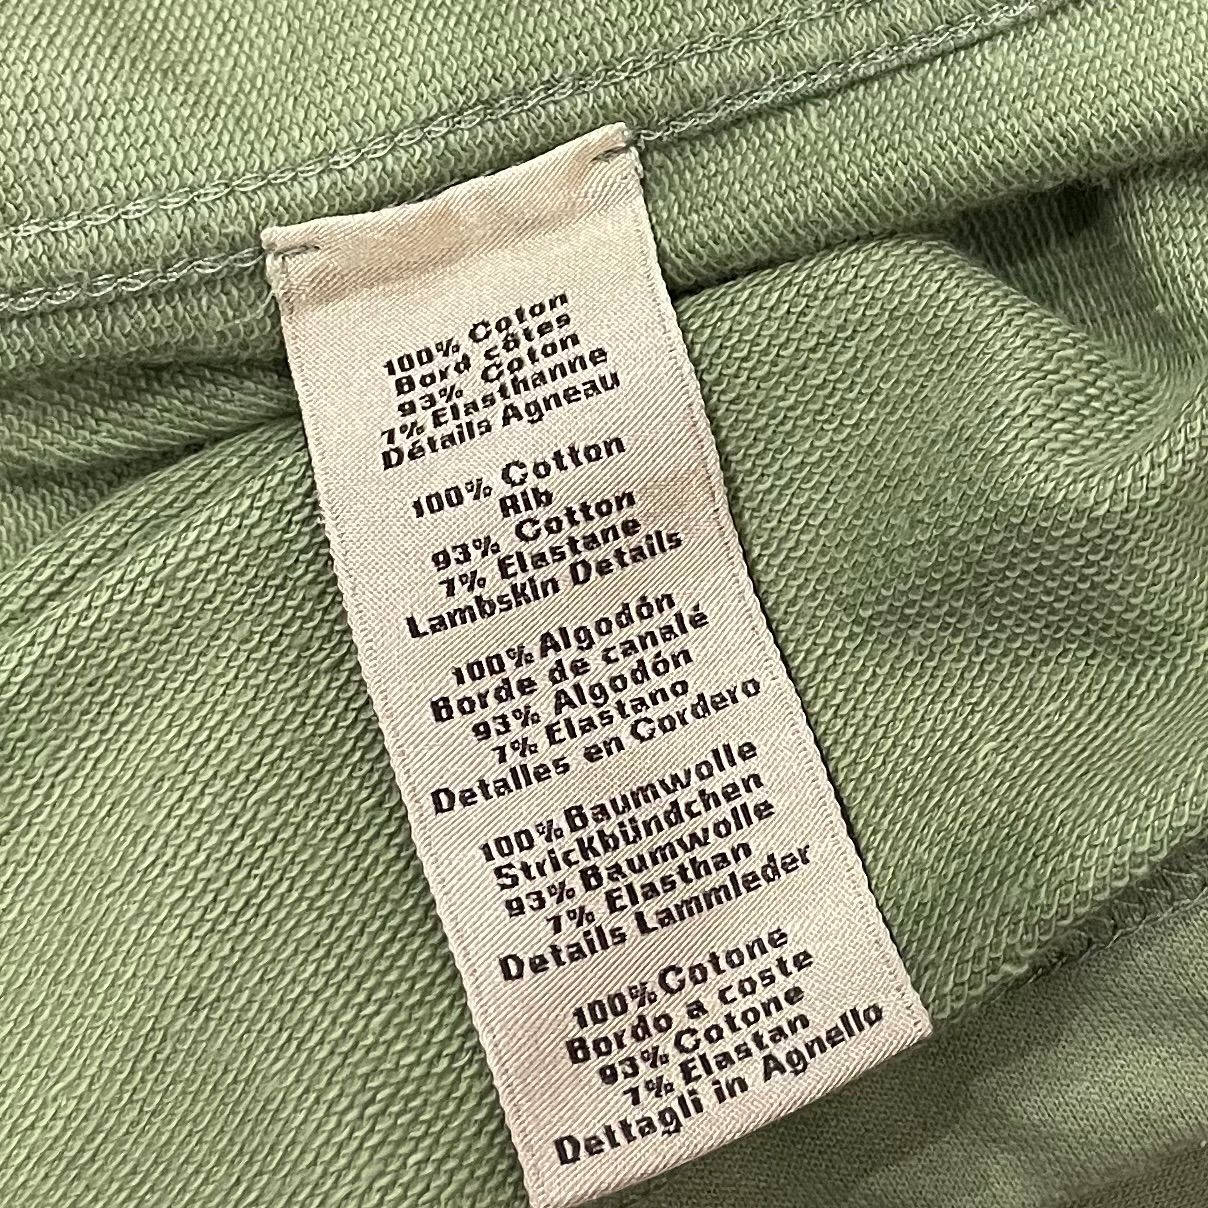 100% Coton
Bord côtes
93% Coton
7% Elasthanne
Détails Agneau
100% Cotton
Rib
93% Cotton
7% Elastane
Lambskin Details
100% Algodón
Borde de canalé
93% Algodón
7% Elastano
Detalles en Cordero
100% Baumwolle
Strickbündchen
93% Baumwolle
7% Elasthan
Details Lammleder
100% Cotone
Bordo a coste
93% Cotone
7% Elastan
Dettagli in Agnello